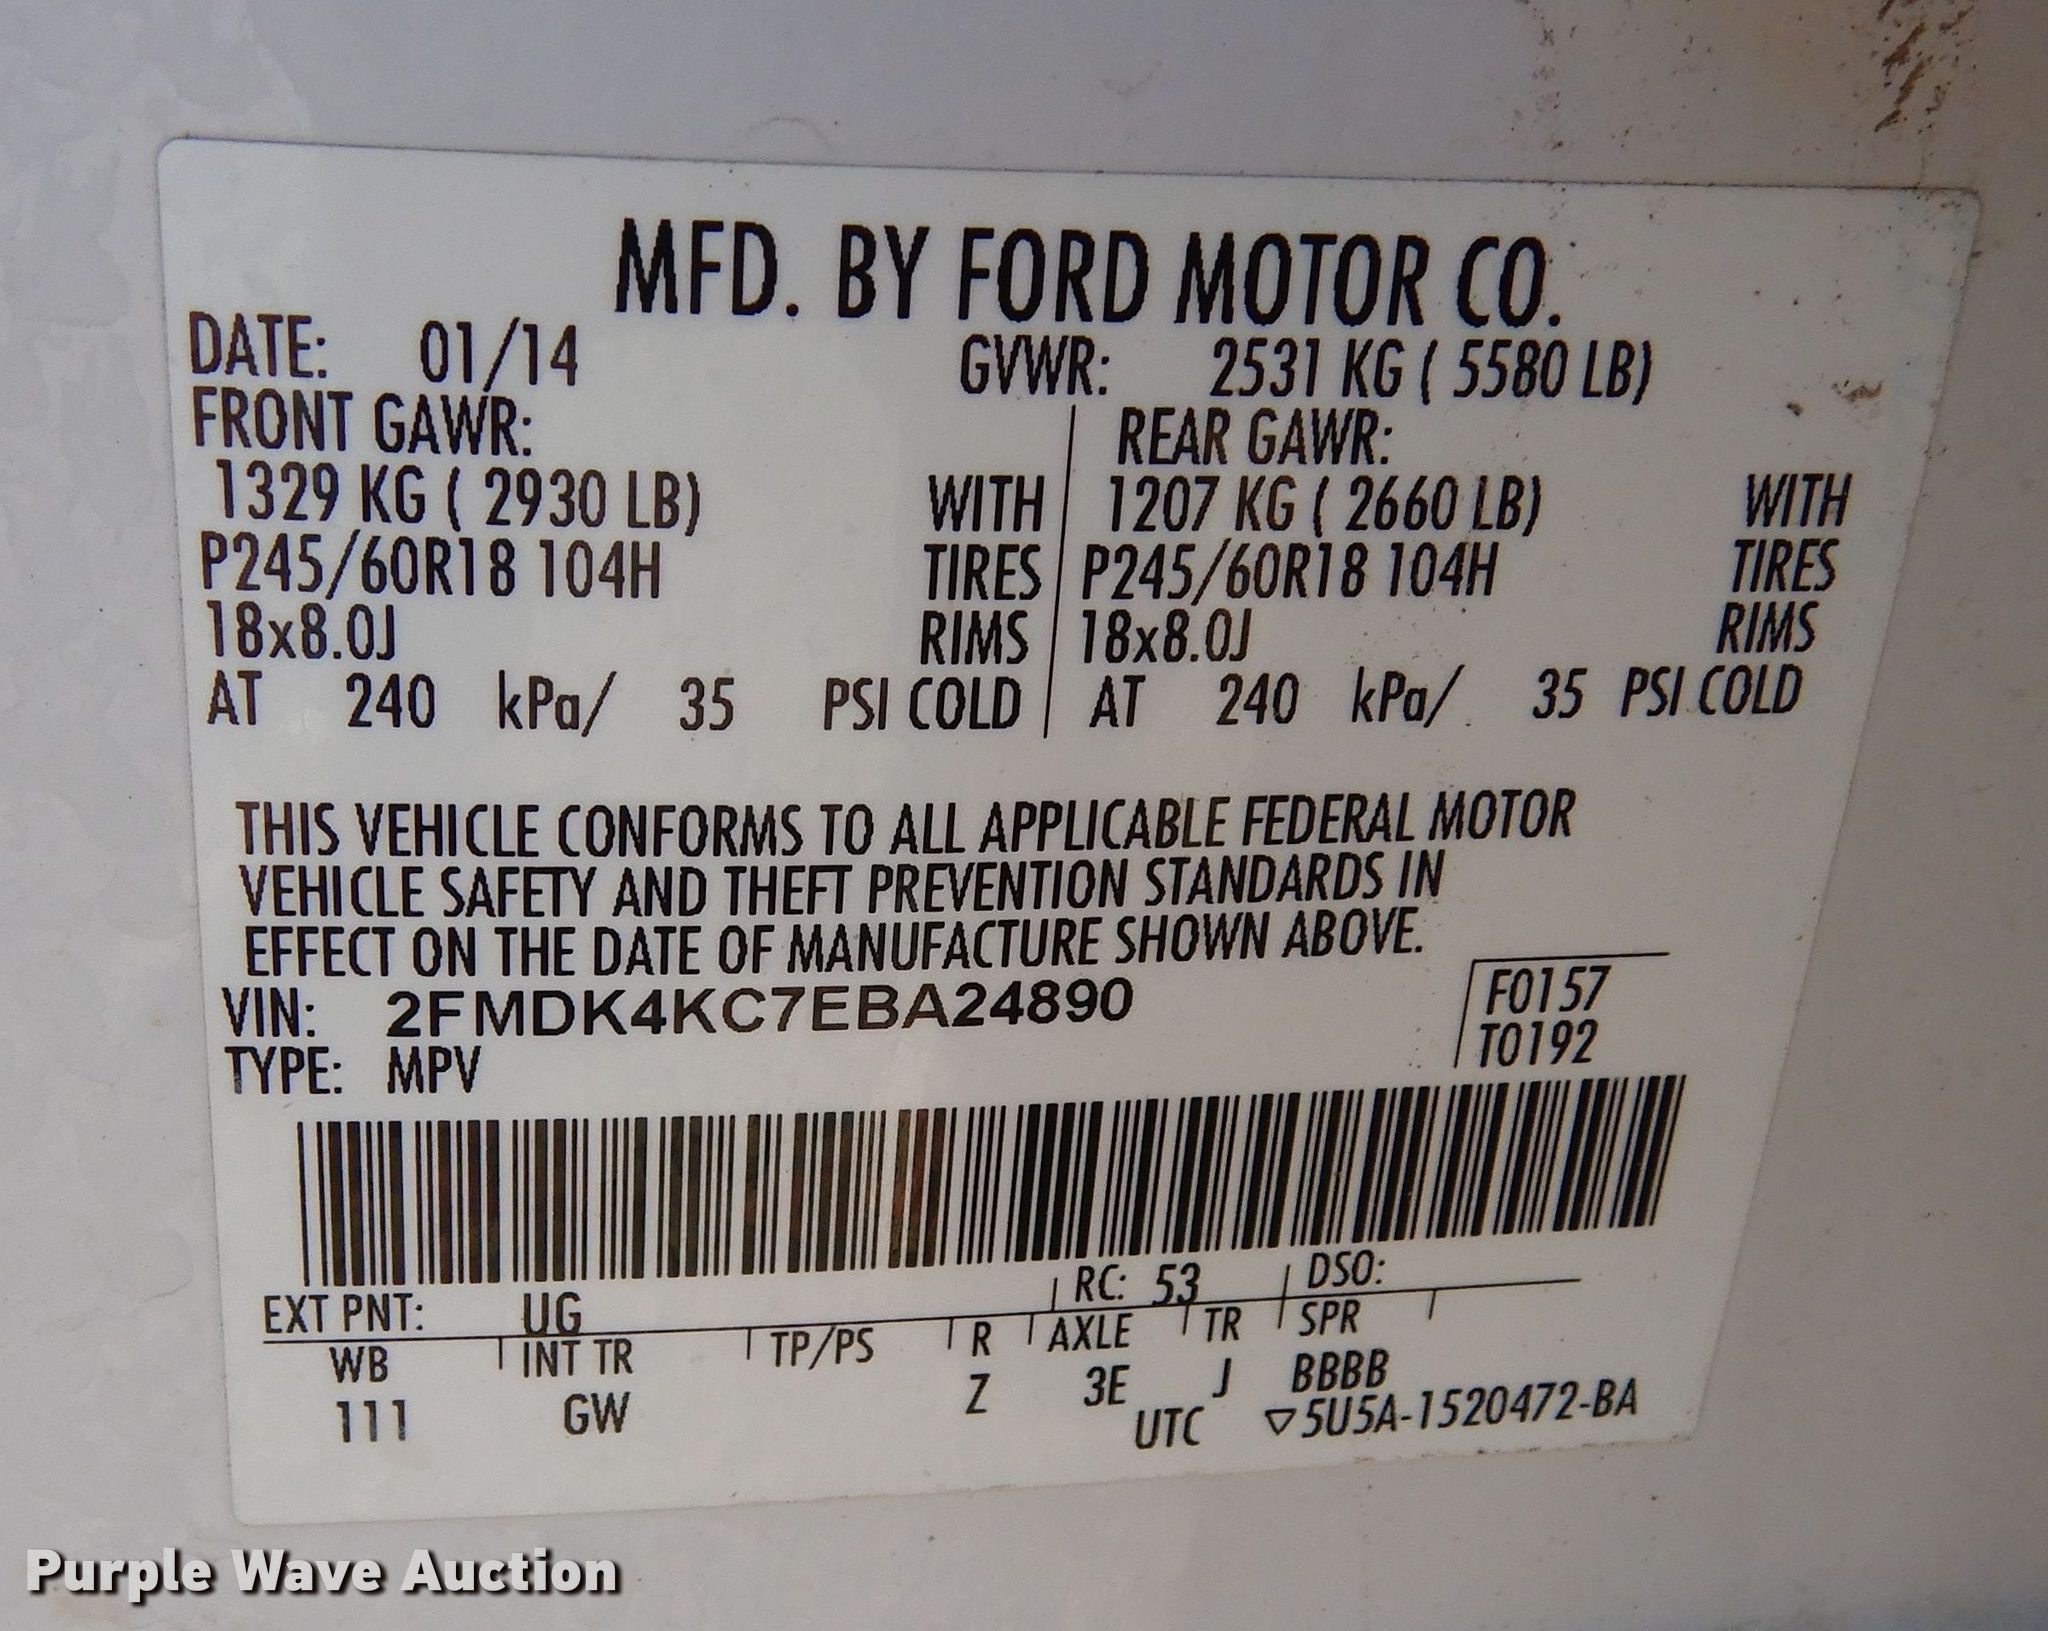 MFD. BY FORD MOTOR CO.
DATE: 01/14 GVWR: 2531 KG ( 5580 LB)
FRONT GAWR: REAR GAWR:
1329 KG ( 2930 LB) WITH 1207 KG ( 2660 LB) WITH
P245/60R18 104H TIRES P245/60R18 104H TIRES
18x8.0J RIMS 18x8.0J RIMS
AT 240 kPa/ 35 PSI COLD AT 240 kPa/ 35 PSI COLD
THIS VEHICLE CONFORMS TO ALL APPLICABLE FEDERAL MOTOR
VEHICLE SAFETY AND THEFT PREVENTION STANDARDS IN
EFFECT ON THE DATE OF MANUFACTURE SHOWN ABOVE.
VIN: 2FMDK4KC7EBA24890 F0157
TYPE: MPV T0192
EXT PNT: UG RC: 53 DSO:
WB INT TR TP/PS R AXLE TR SPR
111 GW Z 3E J BBBB
UTC ▽5U5A-1520472-BA
Purple Wave Auction